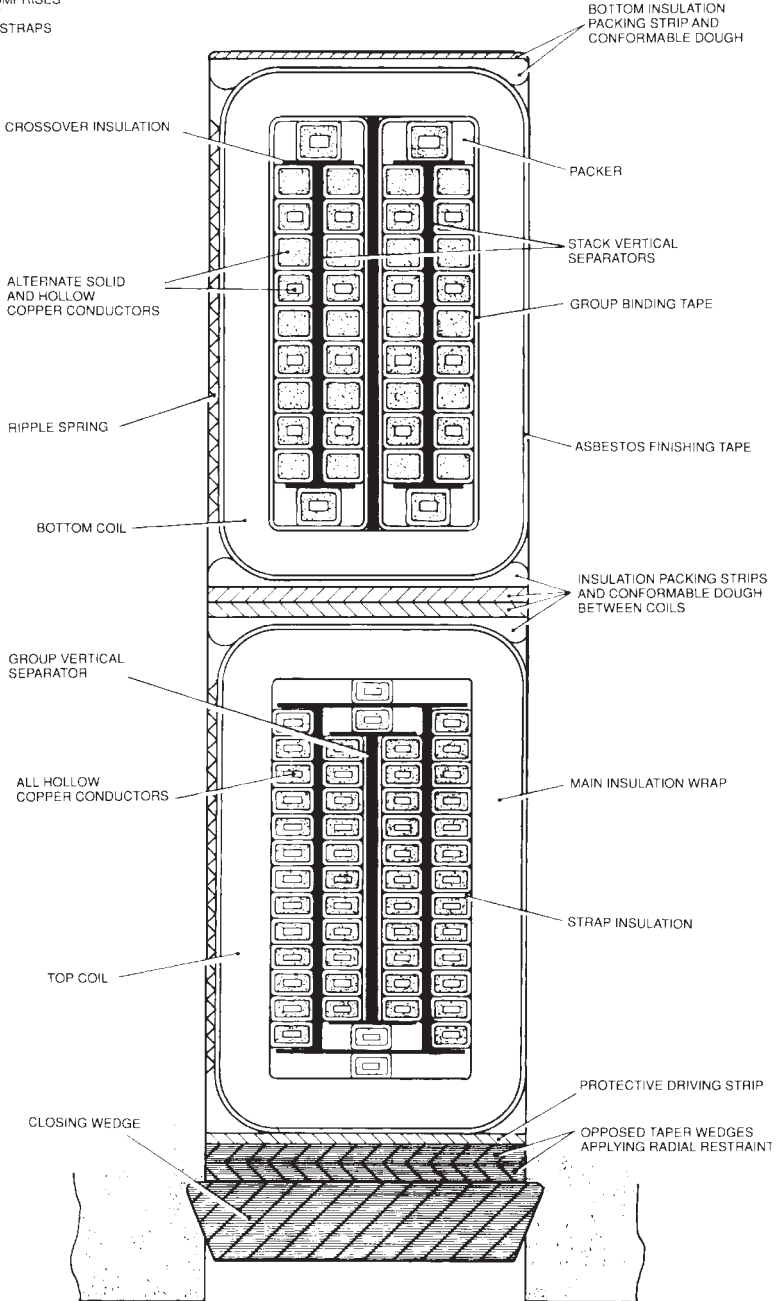 STRAPS
BOTTOM INSULATION
PACKING STRIP AND
CONFORMABLE DOUGH
CROSSOVER INSULATION
PACKER
STACK VERTICAL
SEPARATORS
ALTERNATE SOLID
AND HOLLOW
COPPER CONDUCTORS
GROUP BINDING TAPE
RIPPLE SPRING
ASBESTOS FINISHING TAPE
BOTTOM COIL
INSULATION PACKING STRIPS
AND CONFORMABLE DOUGH
BETWEEN COILS
GROUP VERTICAL
SEPARATOR
ALL HOLLOW
COPPER CONDUCTORS
MAIN INSULATION WRAP
STRAP INSULATION
TOP COIL
PROTECTIVE DRIVING STRIP
CLOSING WEDGE
OPPOSED TAPER WEDGES
APPLYING RADIAL RESTRAINT